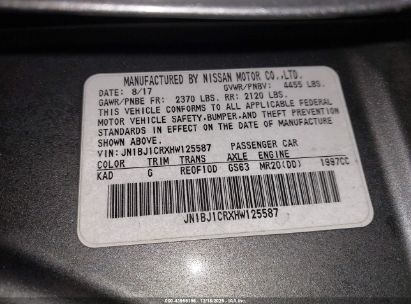 MANUFACTURED BY NISSAN MOTOR CO.,LTD.
DATE: 8/17 GVWR/PNBV: 4455 LBS.
GAWR/PNBE FR: 2370 LBS. RR: 2120 LBS.
THIS VEHICLE CONFORMS TO ALL APPLICABLE FEDERAL
MOTOR VEHICLE SAFETY,BUMPER,AND THEFT PREVENTION
STANDARDS IN EFFECT ON THE DATE OF MANUFACTURE
SHOWN ABOVE.
VIN: JN1BJ1CRXHW125587 PASSENGER CAR
COLOR TRIM TRANS AXLE ENGINE
KAD G RE0F10D GS63 MR20(DD) 1997CC
JN1BJ1CRXHW125587